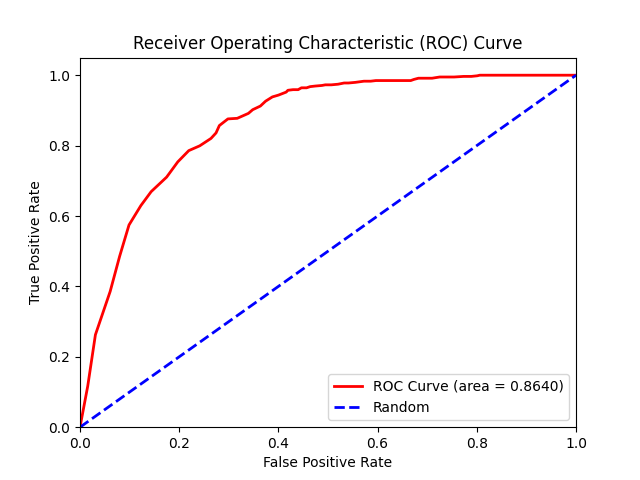 Receiver Operating Characteristic (ROC) Curve
True Positive Rate
1.0
0.8
0.6
0.4
0.2
0.0
ROC Curve (area = 0.8640)
Random
0.0 0.2 0.4 0.6 0.8 1.0
False Positive Rate